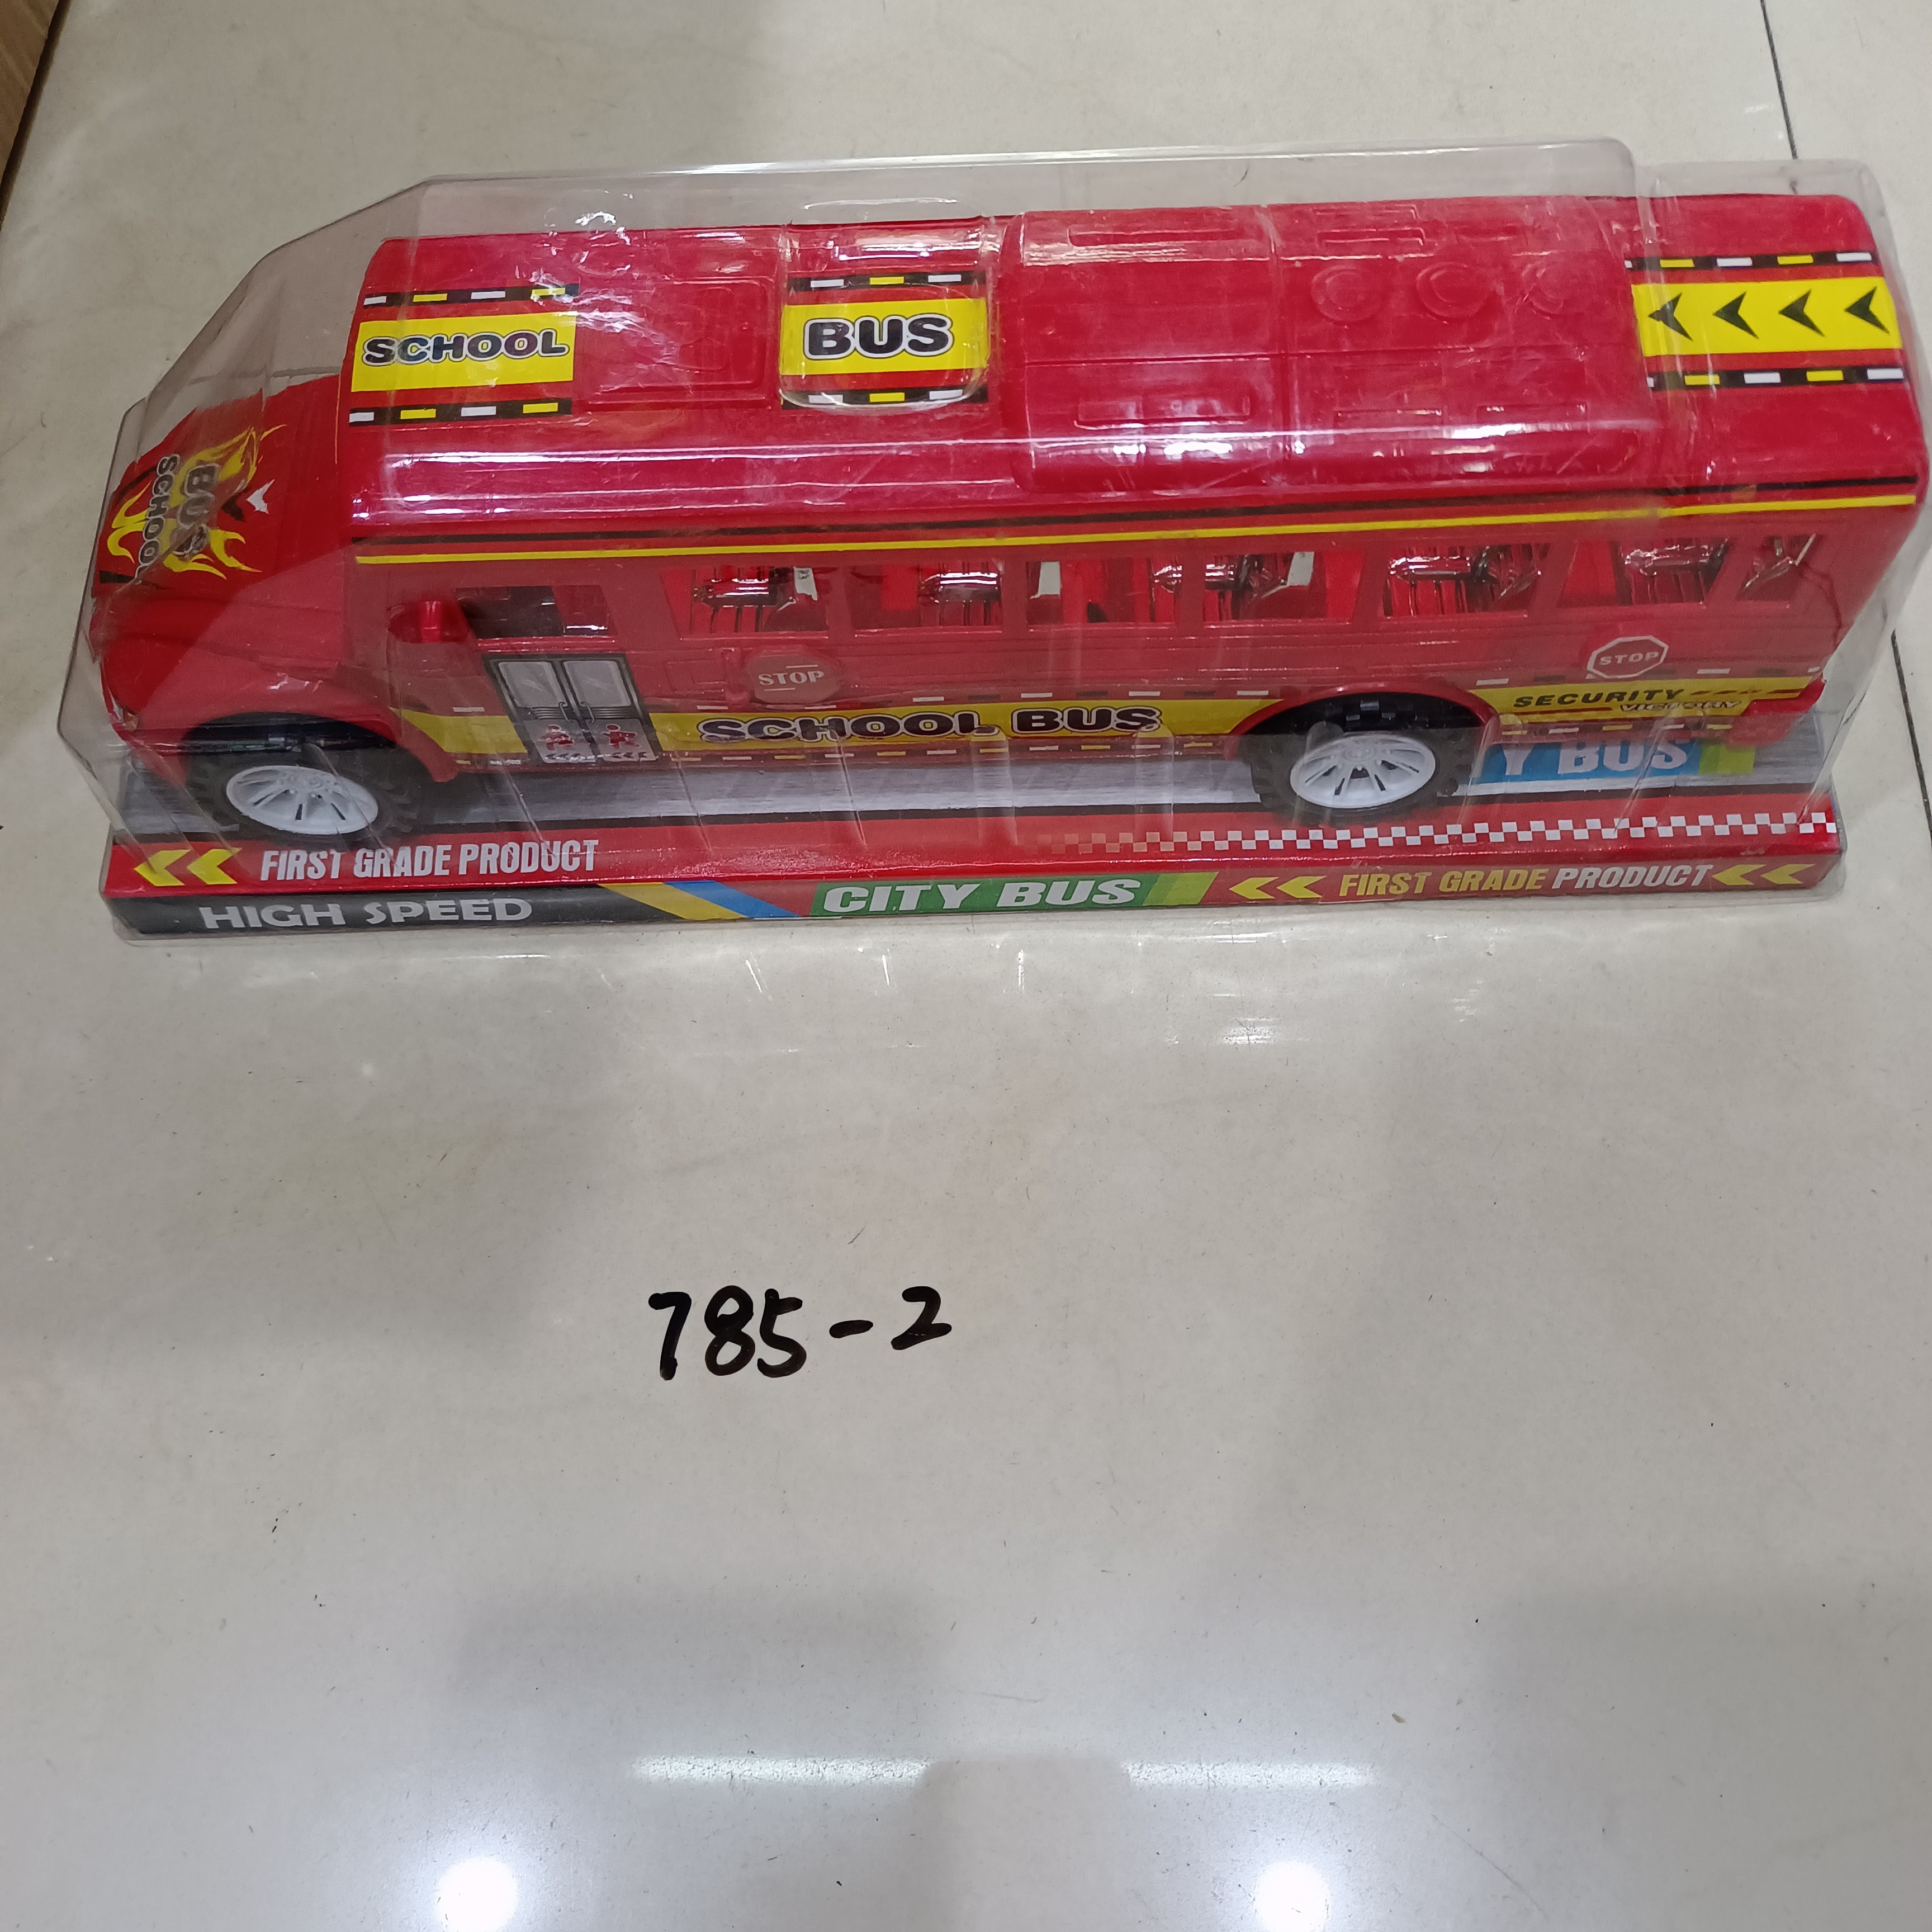 SCHOOL
BUS
BUS
SCHOOL
STOP
STOP
SCHOOL BUS
SECURITY
VICTORY
Y BUS
FIRST GRADE PRODUCT
HIGH SPEED
CITY BUS
FIRST GRADE PRODUCT
785-2